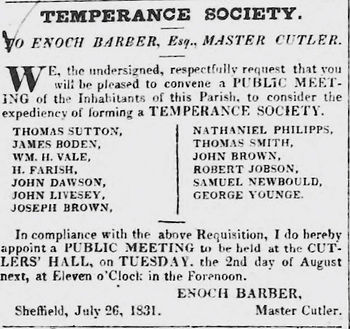 TEMPERANCE SOCIETY.
TO ENOCH BARBER, Esq., MASTER CUTLER.
WE, the undersigned, respectfully request that you
will be pleased to convene a PUBLIC MEET-
ING of the Inhabitants of this Parish, to consider the
expediency of forming a TEMPERANCE SOCIETY.
THOMAS SUTTON,
JAMES BODEN,
WM. H. VALE,
H. FARISH,
JOHN DAWSON,
JOHN LIVESEY,
JOSEPH BROWN,
NATHANIEL PHILIPPS,
THOMAS SMITH,
JOHN BROWN,
ROBERT JOBSON,
SAMUEL NEWBOULD,
GEORGE YOUNGE.
In compliance with the above Requisition, I do hereby
appoint a PUBLIC MEETING to be held at the CUT-
LERS' HALL, on TUESDAY, the 2nd day of August
next, at Eleven o'Clock in the Forenoon.
ENOCH BARBER,
Sheffield, July 26, 1831. Master Cutler.